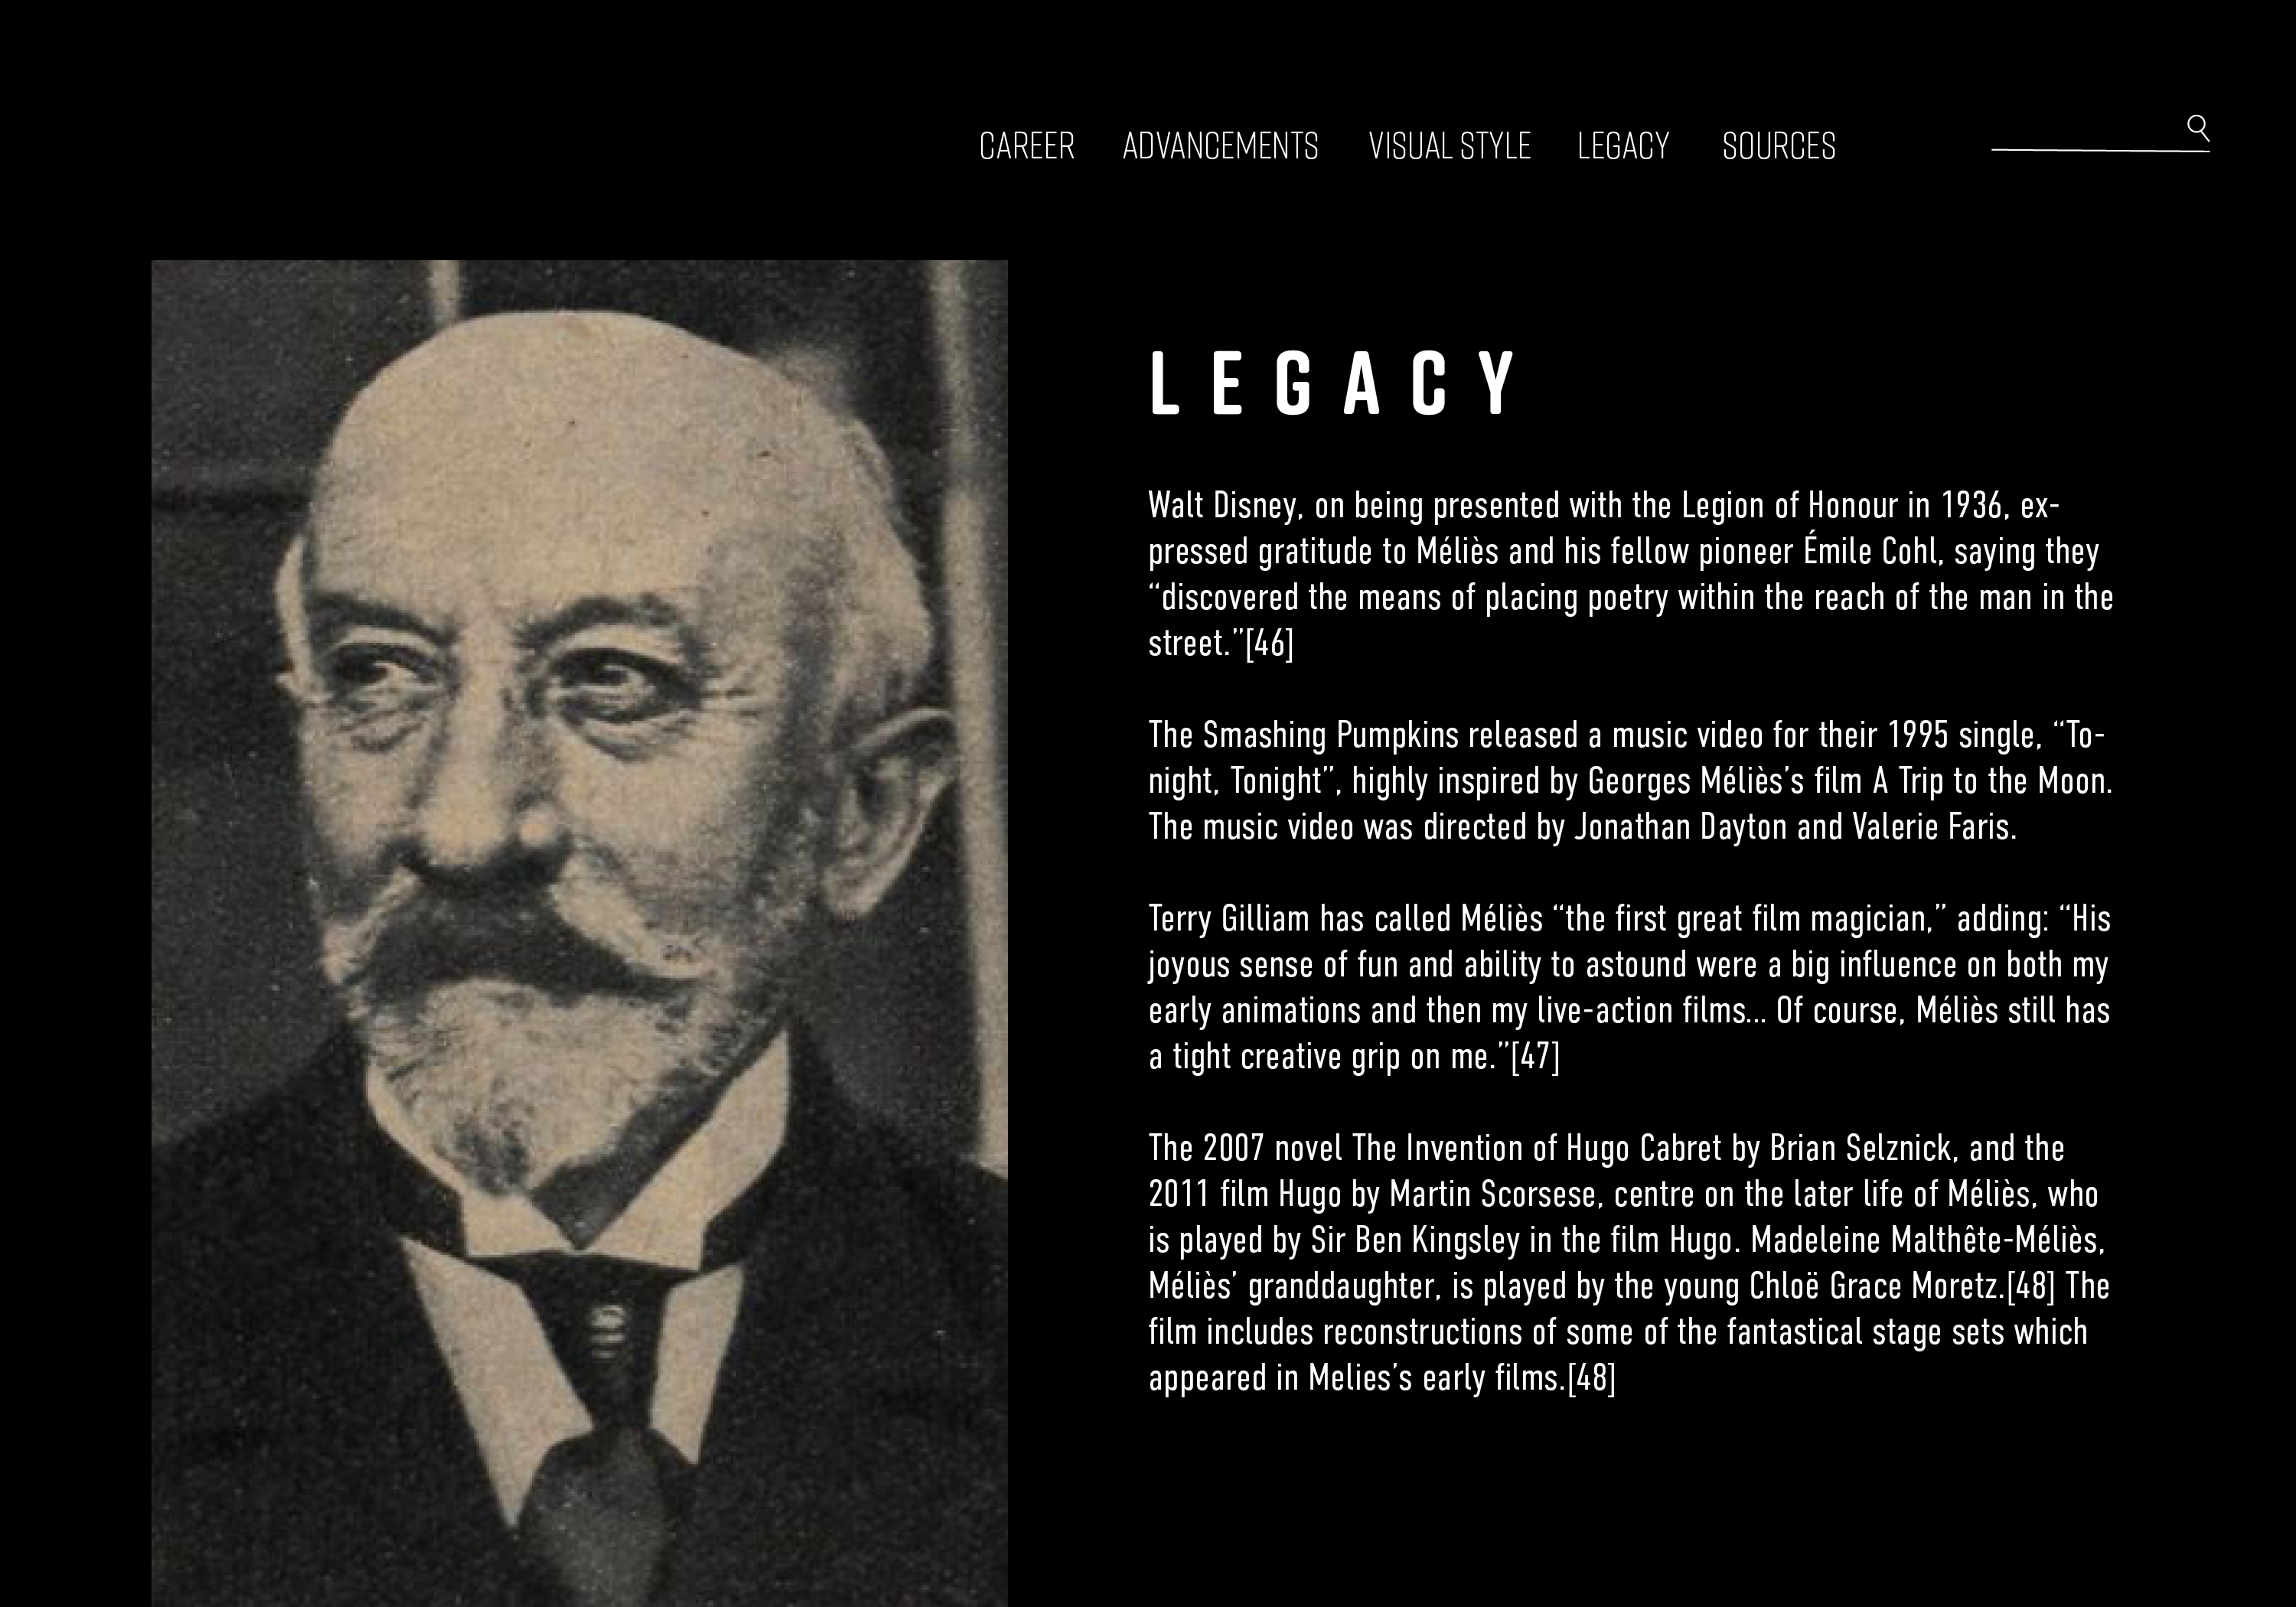 CAREER ADVANCEMENTS VISUAL STYLE LEGACY SOURCES
LEGACY
Walt Disney, on being presented with the Legion of Honour in 1936, ex-
pressed gratitude to Méliès and his fellow pioneer Émile Cohl, saying they
“discovered the means of placing poetry within the reach of the man in the
street.”[46]
The Smashing Pumpkins released a music video for their 1995 single, “To-
night, Tonight”, highly inspired by Georges Méliès’s film A Trip to the Moon.
The music video was directed by Jonathan Dayton and Valerie Faris.
Terry Gilliam has called Méliès “the first great film magician,” adding: “His
joyous sense of fun and ability to astound were a big influence on both my
early animations and then my live-action films... Of course, Méliès still has
a tight creative grip on me.”[47]
The 2007 novel The Invention of Hugo Cabret by Brian Selznick, and the
2011 film Hugo by Martin Scorsese, centre on the later life of Méliès, who
is played by Sir Ben Kingsley in the film Hugo. Madeleine Malthête-Méliès,
Méliès’ granddaughter, is played by the young Chloë Grace Moretz.[48] The
film includes reconstructions of some of the fantastical stage sets which
appeared in Melies’s early films.[48]